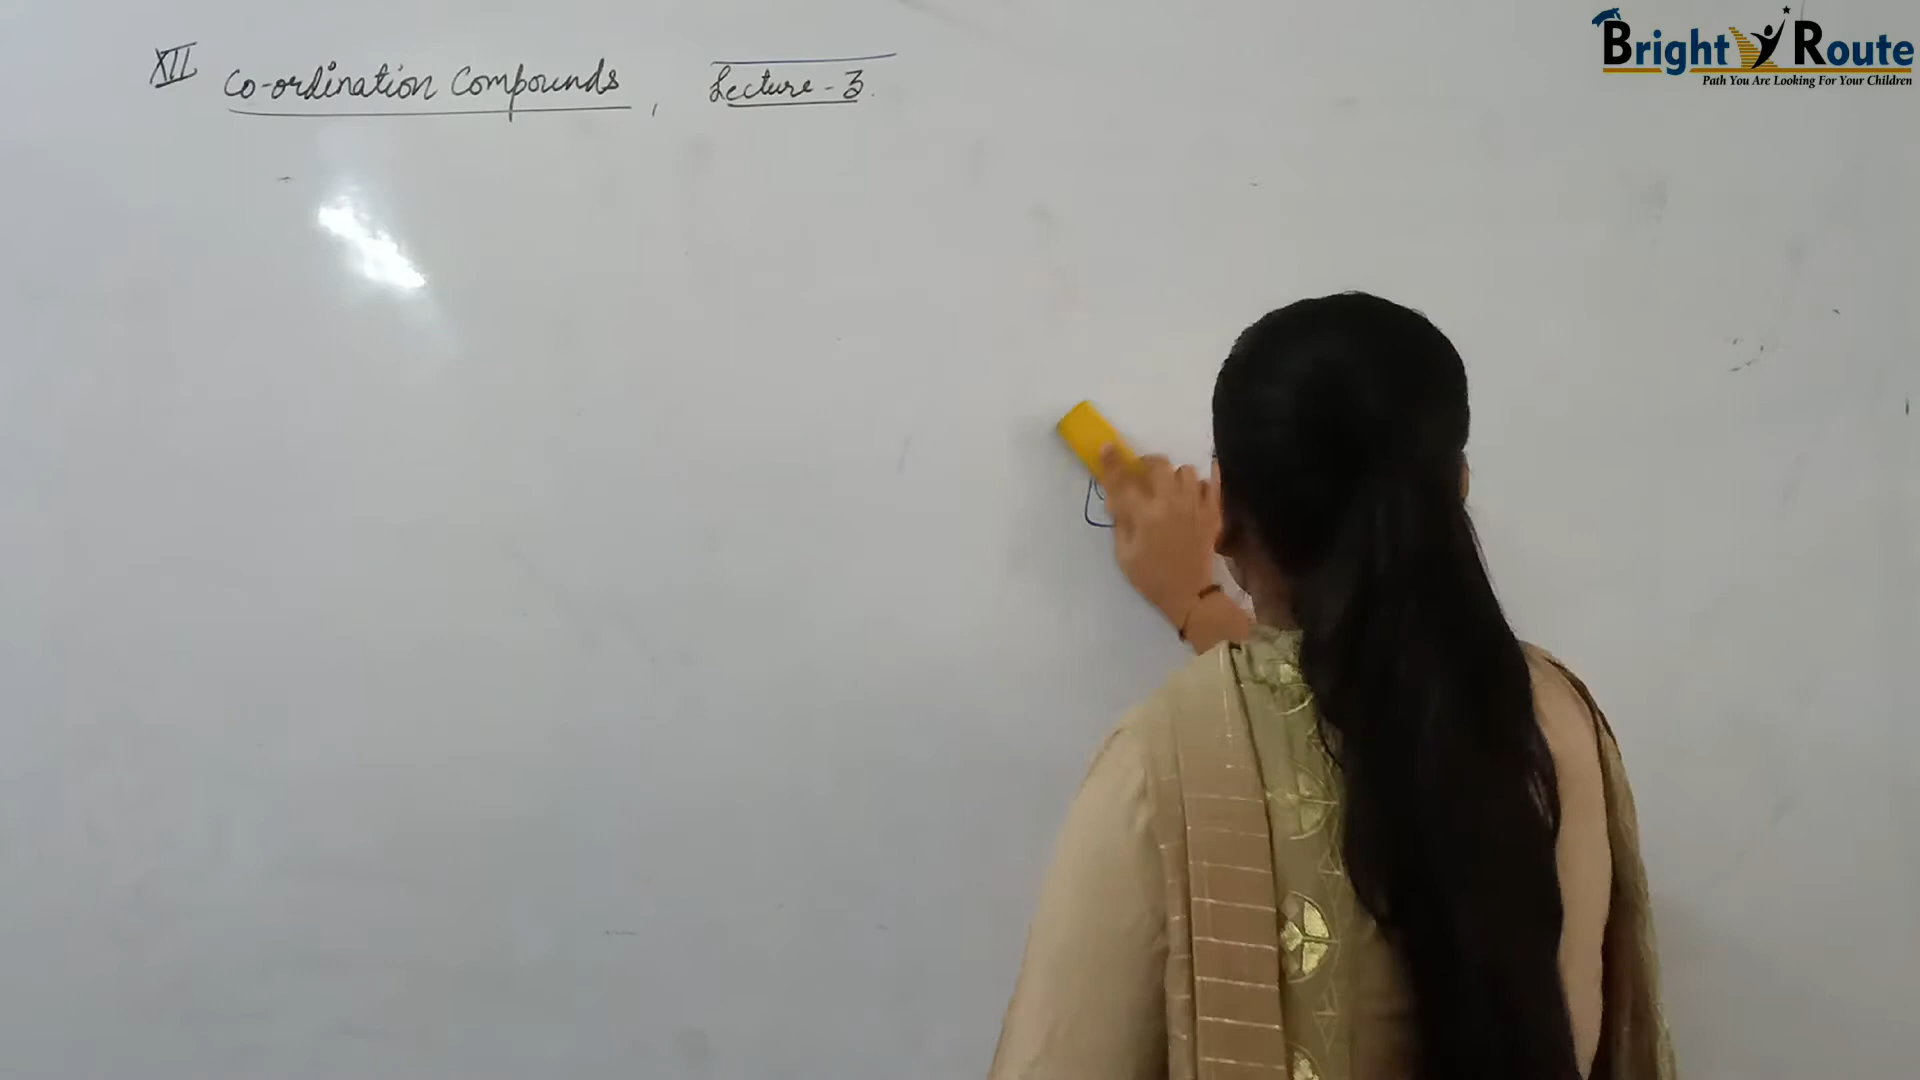 XII Co-ordination Compounds, Lecture - 3.
Bright Route
Path You Are Looking For Your Children